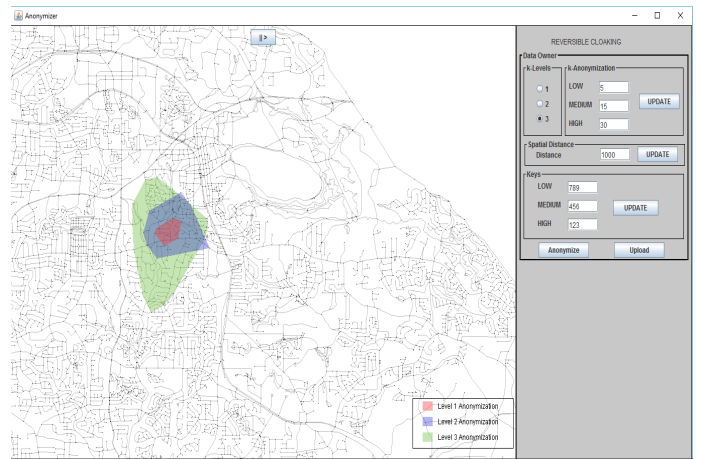 Anonymizer
|| >
REVERSIBLE CLOAKING
Data Owner
k-Levels
k-Anonymization
1
2
3
LOW 5
MEDIUM 15
HIGH 30
UPDATE
Spatial Distance
Distance 1000 UPDATE
Keys
LOW 789
MEDIUM 456
HIGH 123
UPDATE
Anonymize Upload
Level 1 Anonymization
Level 2 Anonymization
Level 3 Anonymization